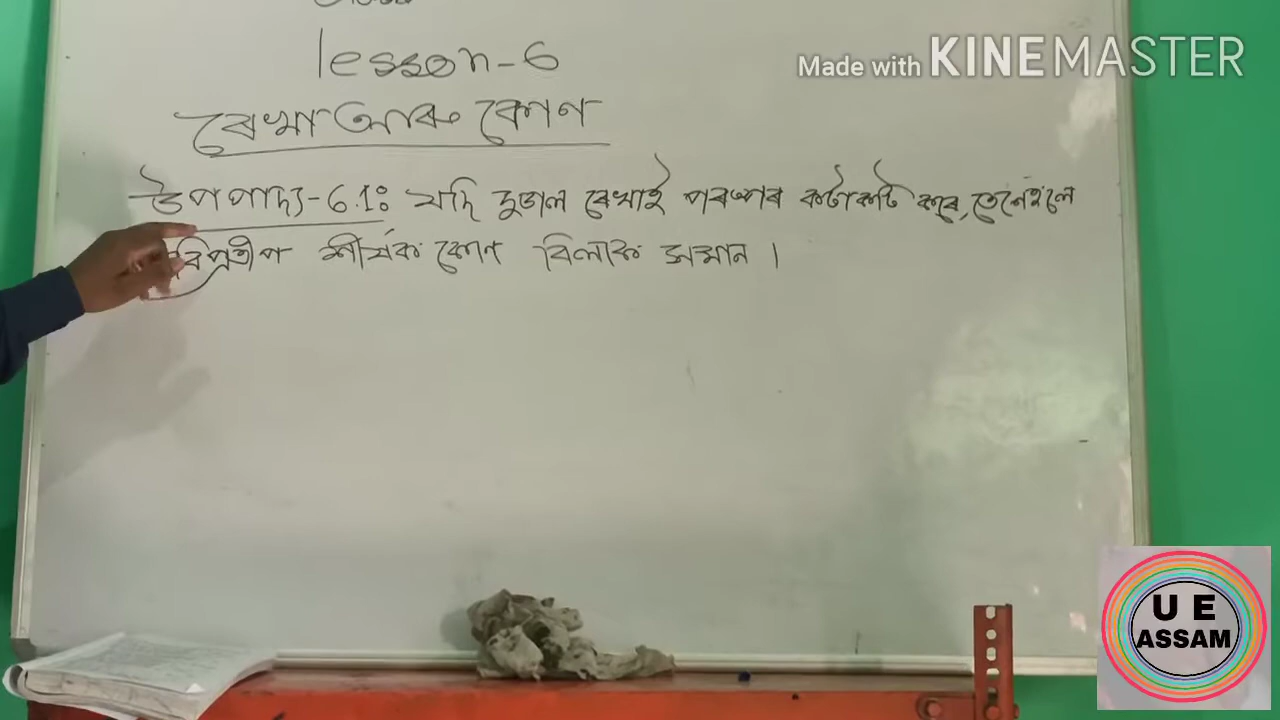 lesson-6
ৰেখা আৰু কোণ
উপপাদ্য-6.1ঃ যদি দুডাল ৰেখাই পৰস্পৰ কটাকটি কৰে, তেনেহলে
বিপ্ৰতীপ শীৰ্ষক কোণ বিলাক সমান ।
Made with KINEMASTER
U E
ASSAM